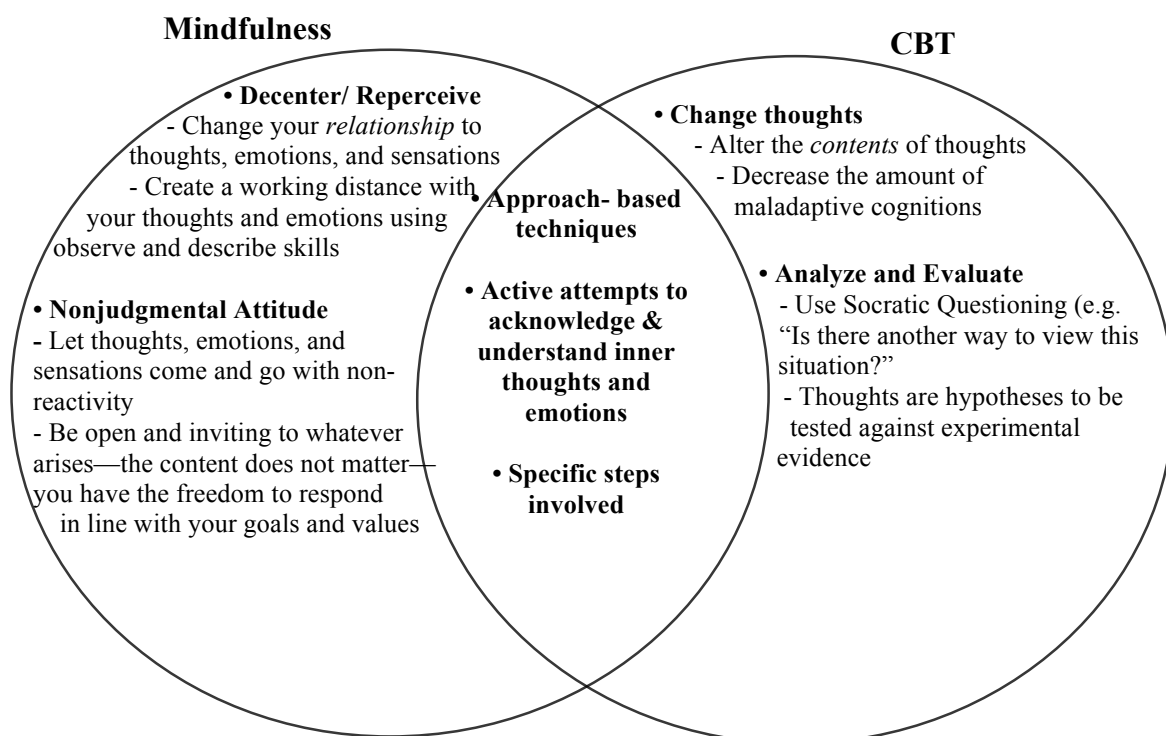 Mindfulness
CBT
• Decenter/ Reperceive
- Change your relationship to
thoughts, emotions, and sensations
- Create a working distance with
your thoughts and emotions using
observe and describe skills
• Nonjudgmental Attitude
- Let thoughts, emotions, and
sensations come and go with non-
reactivity
- Be open and inviting to whatever
arises—the content does not matter—
you have the freedom to respond
in line with your goals and values
• Approach- based
techniques
• Active attempts to
acknowledge &
understand inner
thoughts and
emotions
• Specific steps
involved
• Change thoughts
- Alter the contents of thoughts
- Decrease the amount of
maladaptive cognitions
• Analyze and Evaluate
- Use Socratic Questioning (e.g.
“Is there another way to view this
situation?”
- Thoughts are hypotheses to be
tested against experimental
evidence